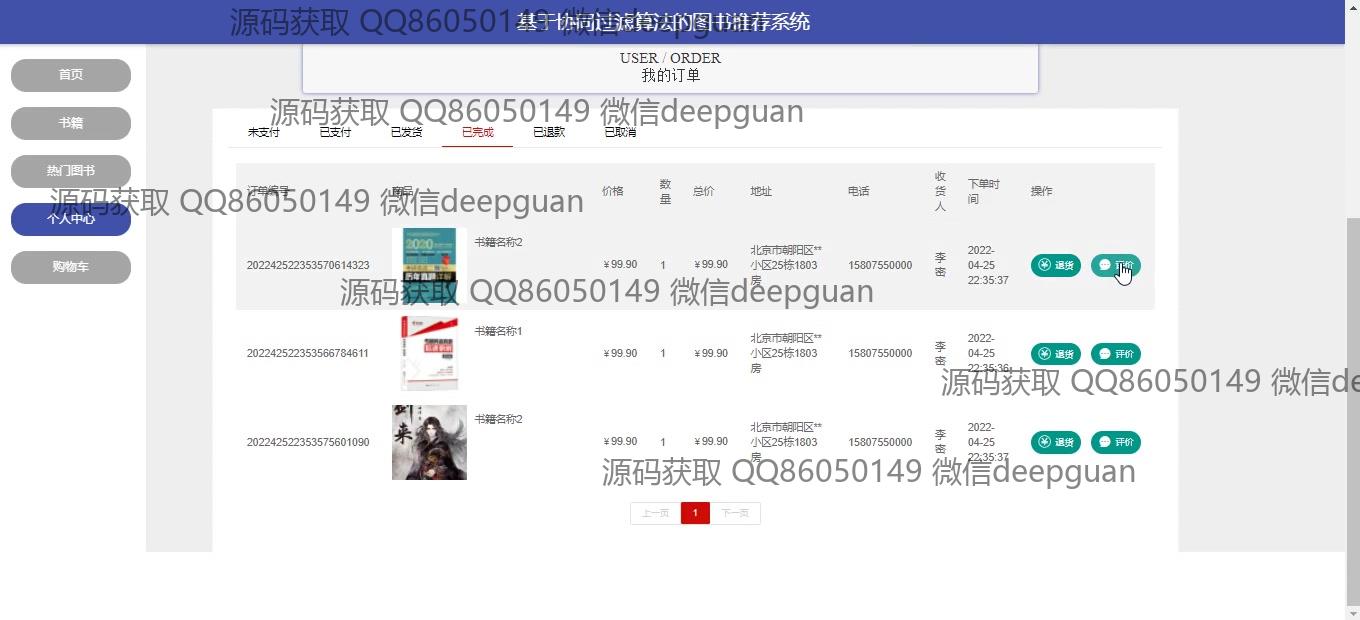 基于协同过滤算法的图书推荐系统
源码获取 QQ86050149 微信deepguan
首页
书籍
热门图书
个人中心
购物车
USER / ORDER
我的订单
源码获取 QQ86050149 微信deepguan
未支付 已支付 已发货 已完成 已退款 已取消
订单编号 商品 价格 数量 总价 地址 电话 收货人 下单时间 操作
源码获取 QQ86050149 微信deepguan
202242522353570614323 书籍名称2 ¥99.90 1 ¥99.90 北京市朝阳区**小区25栋1803房 15807550000 李密 2022-04-25 22:35:37 退货 评价
2020
历年真题详解
源码获取 QQ86050149 微信deepguan
202242522353566784611 书籍名称1 ¥99.90 1 ¥99.90 北京市朝阳区**小区25栋1803房 15807550000 李密 2022-04-25 22:35:36 退货 评价
源码获取 QQ86050149 微信de
202242522353575601090 书籍名称2 ¥99.90 1 ¥99.90 北京市朝阳区**小区25栋1803房 15807550000 李密 2022-04-25 22:35:37 退货 评价
剑来
源码获取 QQ86050149 微信deepguan
上一页 1 下一页